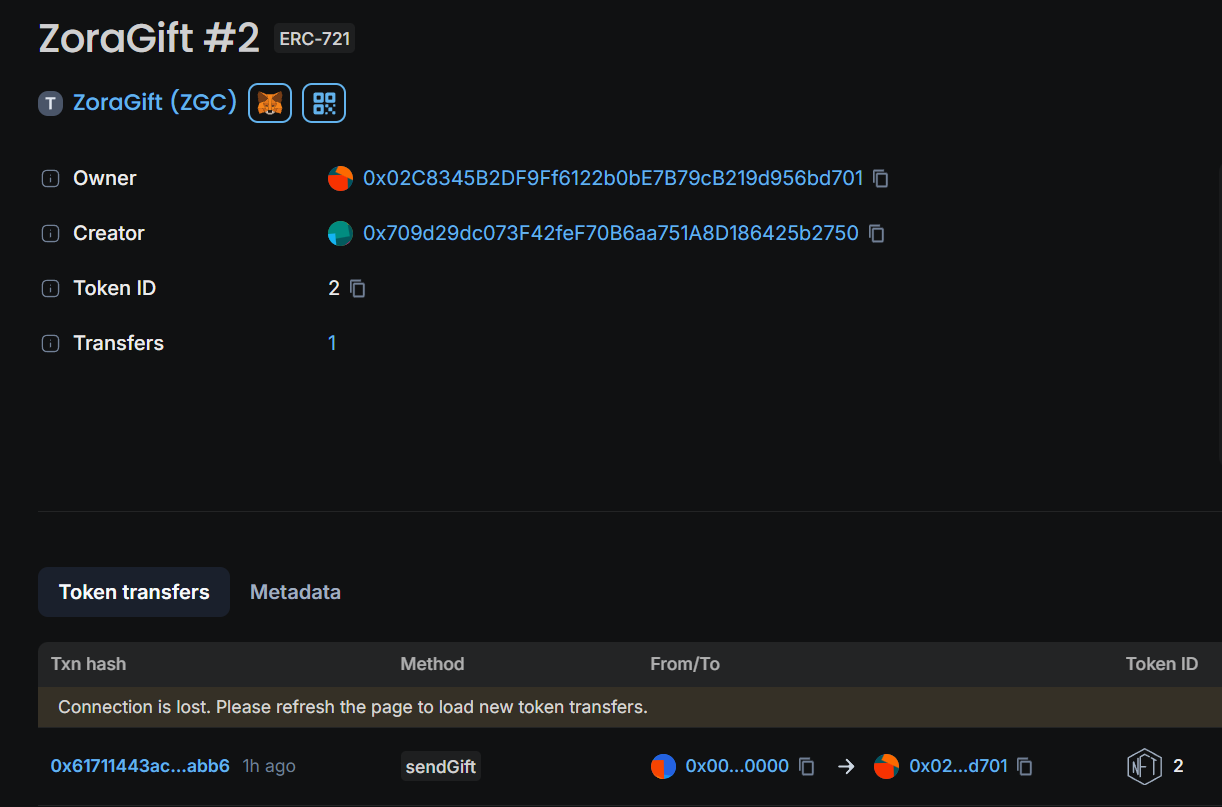 ZoraGift #2 ERC-721
T ZoraGift (ZGC)
Owner 0x02C8345B2DF9Ff6122b0bE7B79cB219d956bd701
Creator 0x709d29dc073F42feF70B6aa751A8D186425b2750
Token ID 2
Transfers 1
Token transfers Metadata
Txn hash Method From/To Token ID
Connection is lost. Please refresh the page to load new token transfers.
0x61711443ac...abb6 1h ago sendGift 0x00...0000 → 0x02...d701 NFT 2